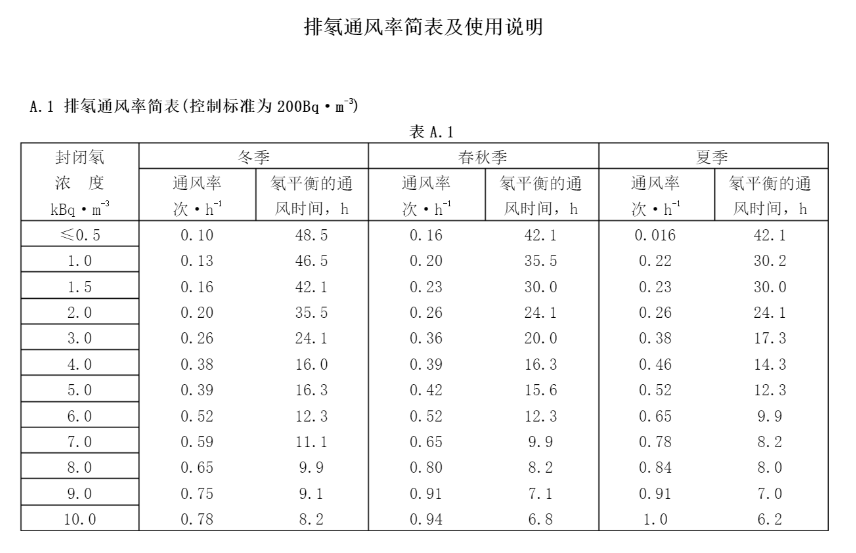 排氡通风率简表及使用说明
A.1 排氡通风率简表(控制标准为 200Bq·m⁻³)
表 A.1
封闭氡 浓 度 kBq·m⁻³ 冬季 春秋季 夏季
通风率 次·h⁻¹ 氡平衡的通风时间, h 通风率 次·h⁻¹ 氡平衡的通风时间, h 通风率 次·h⁻¹ 氡平衡的通风时间, h
≤0.5 0.10 48.5 0.16 42.1 0.016 42.1
1.0 0.13 46.5 0.20 35.5 0.22 30.2
1.5 0.16 42.1 0.23 30.0 0.23 30.0
2.0 0.20 35.5 0.26 24.1 0.26 24.1
3.0 0.26 24.1 0.36 20.0 0.38 17.3
4.0 0.38 16.0 0.39 16.3 0.46 14.3
5.0 0.39 16.3 0.42 15.6 0.52 12.3
6.0 0.52 12.3 0.52 12.3 0.65 9.9
7.0 0.59 11.1 0.65 9.9 0.78 8.2
8.0 0.65 9.9 0.80 8.2 0.84 8.0
9.0 0.75 9.1 0.91 7.1 0.91 7.0
10.0 0.78 8.2 0.94 6.8 1.0 6.2